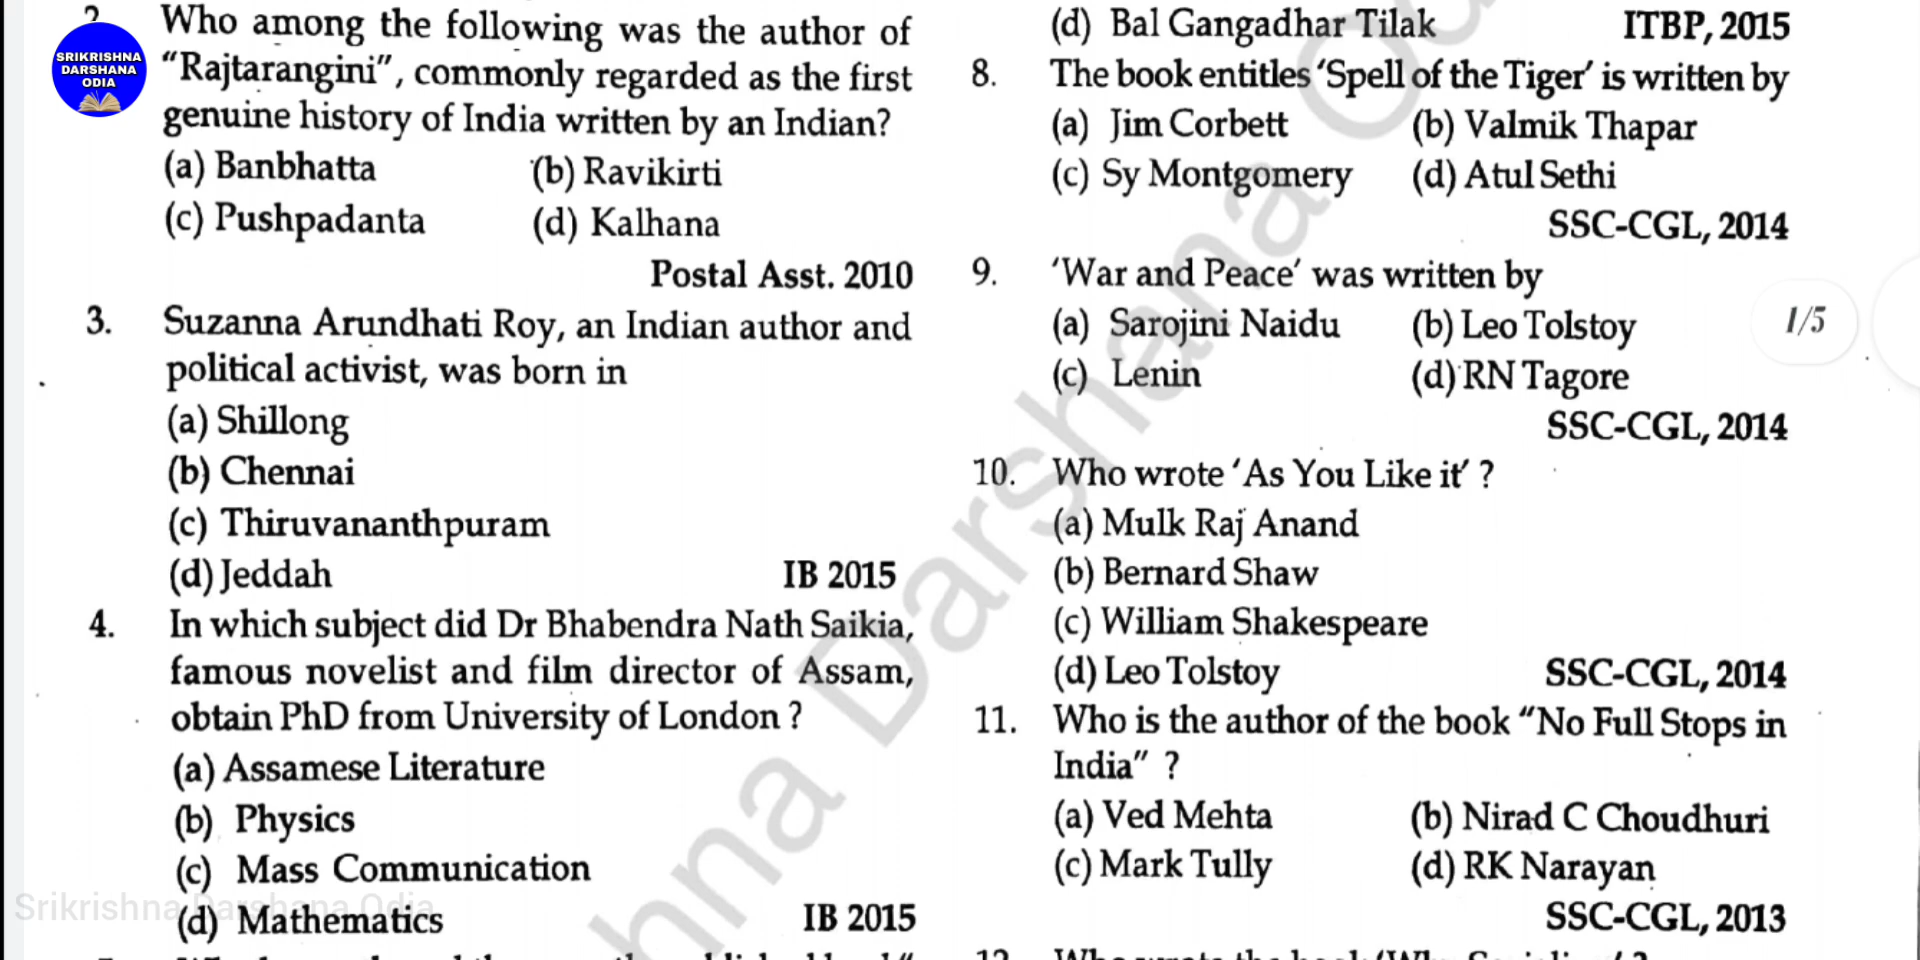 SRIKRISHNA
DARSHANA
ODIA
Who among the following was the author of
"Rajtarangini", commonly regarded as the first
genuine history of India written by an Indian?
(a) Banbhatta (b) Ravikirti
(c) Pushpadanta (d) Kalhana
Postal Asst. 2010
3. Suzanna Arundhati Roy, an Indian author and
political activist, was born in
(a) Shillong
(b) Chennai
(c) Thiruvananthpuram
(d) Jeddah IB 2015
4. In which subject did Dr Bhabendra Nath Saikia,
famous novelist and film director of Assam,
obtain PhD from University of London ?
(a) Assamese Literature
(b) Physics
(c) Mass Communication
(d) Mathematics IB 2015
(d) Bal Gangadhar Tilak ITBP, 2015
8. The book entitles 'Spell of the Tiger' is written by
(a) Jim Corbett (b) Valmik Thapar
(c) Sy Montgomery (d) Atul Sethi
SSC-CGL, 2014
9. 'War and Peace' was written by
(a) Sarojini Naidu (b) Leo Tolstoy
(c) Lenin (d) RN Tagore
SSC-CGL, 2014
10. Who wrote 'As You Like it' ?
(a) Mulk Raj Anand
(b) Bernard Shaw
(c) William Shakespeare
(d) Leo Tolstoy SSC-CGL, 2014
11. Who is the author of the book "No Full Stops in
India" ?
(a) Ved Mehta (b) Nirad C Choudhuri
(c) Mark Tully (d) RK Narayan
SSC-CGL, 2013
1/5
Srikrishna Darshana Odia